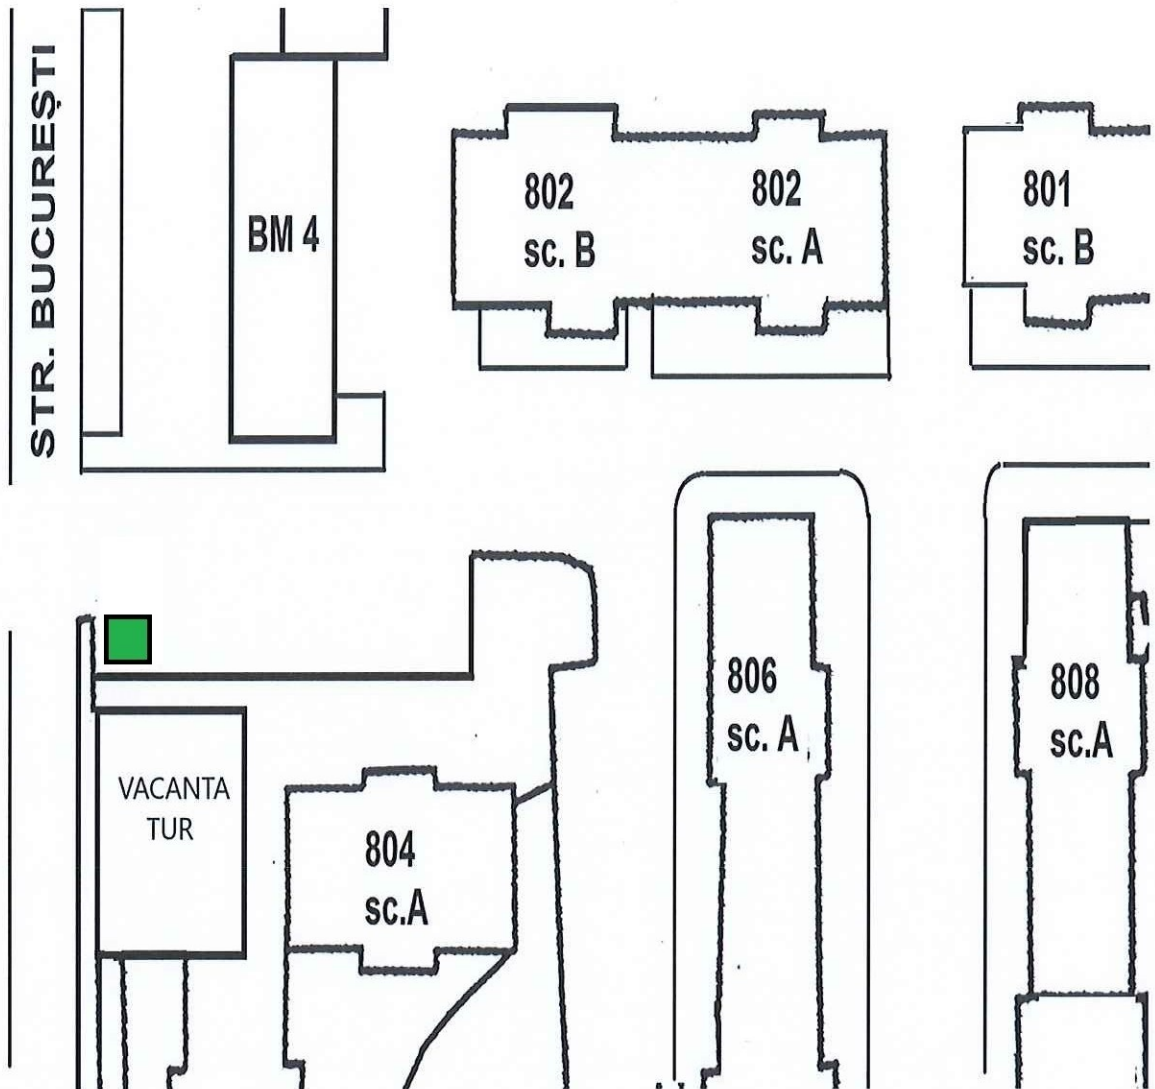 STR. BUCUREȘTI
BM 4
802
sc. B
802
sc. A
801
sc. B
806
sc. A
808
sc.A
VACANTA
TUR
804
sc.A